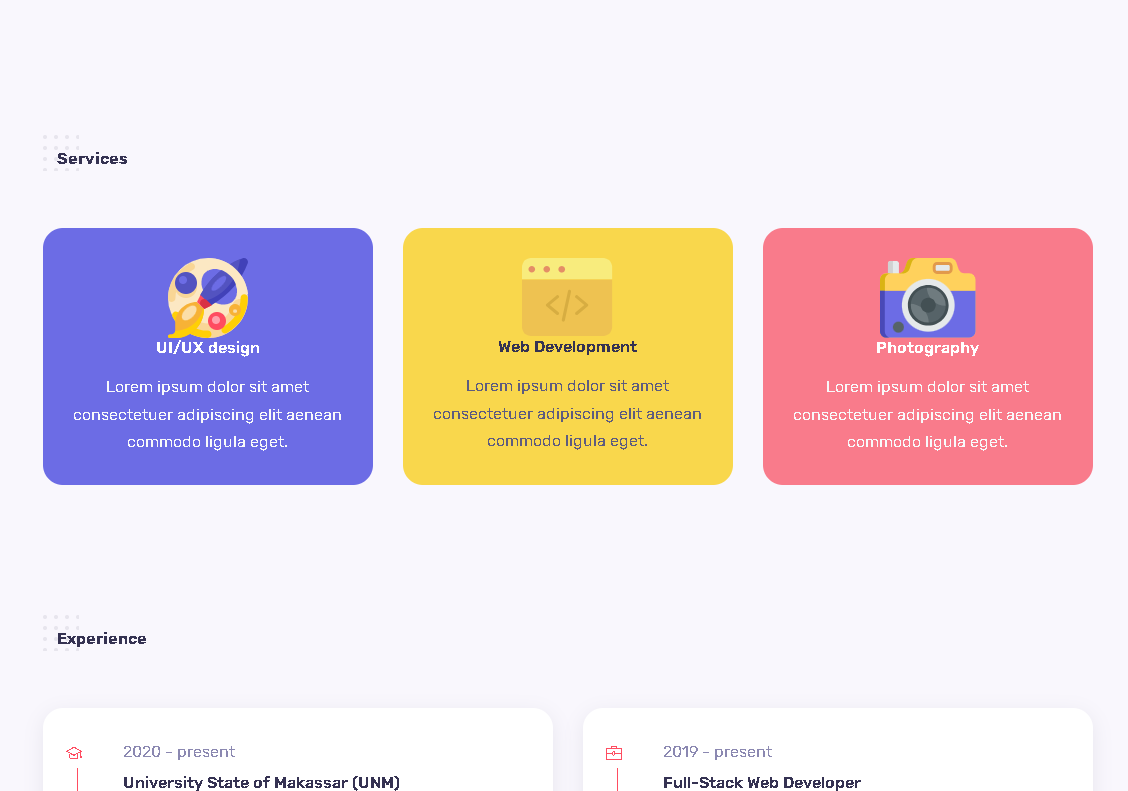 Services
UI/UX design
Lorem ipsum dolor sit amet
consectetuer adipiscing elit aenean
commodo ligula eget.
Web Development
Lorem ipsum dolor sit amet
consectetuer adipiscing elit aenean
commodo ligula eget.
Photography
Lorem ipsum dolor sit amet
consectetuer adipiscing elit aenean
commodo ligula eget.
Experience
2020 - present
University State of Makassar (UNM)
2019 - present
Full-Stack Web Developer